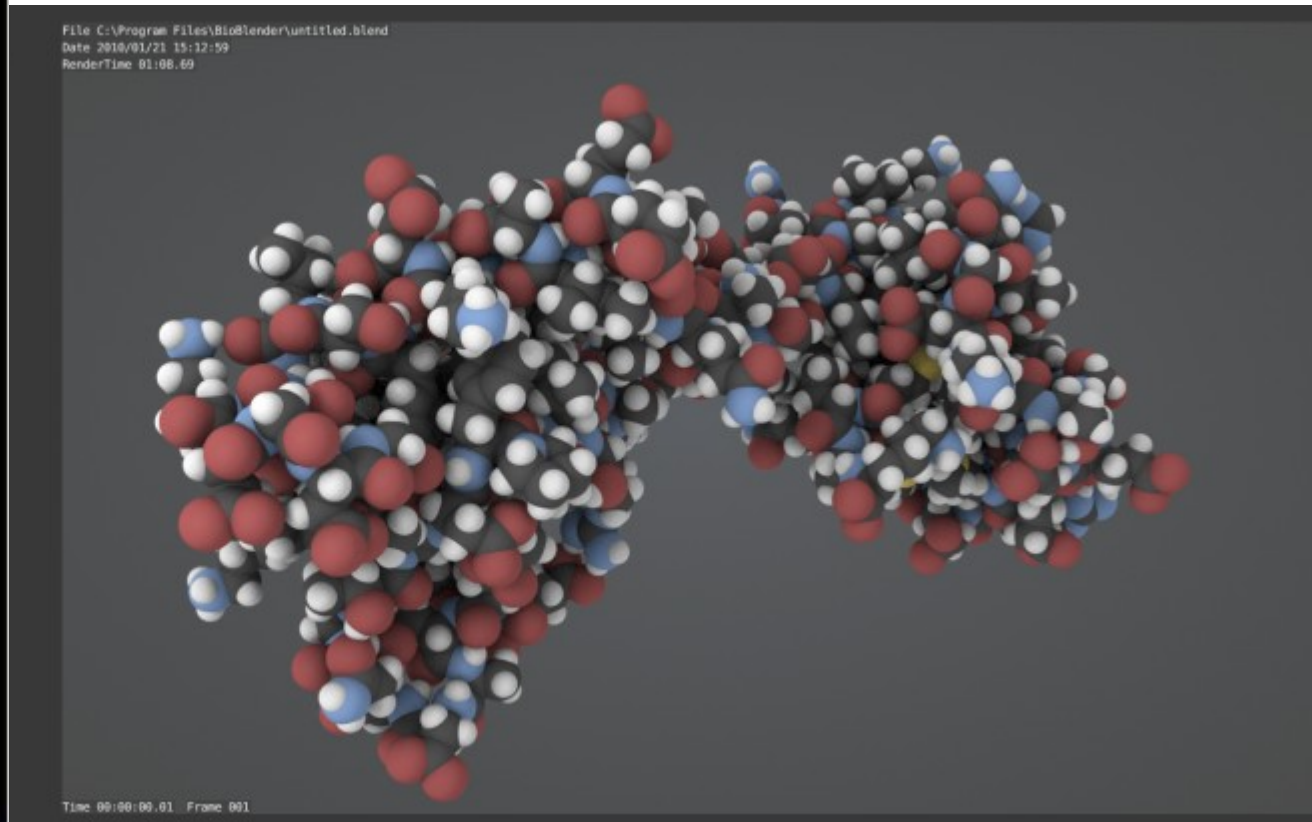 File C:\Program Files\BioBlender\untitled.blend
Date 2010/01/21 15:12:59
RenderTime 01:08.69
Time 00:00:00.01 Frame 001